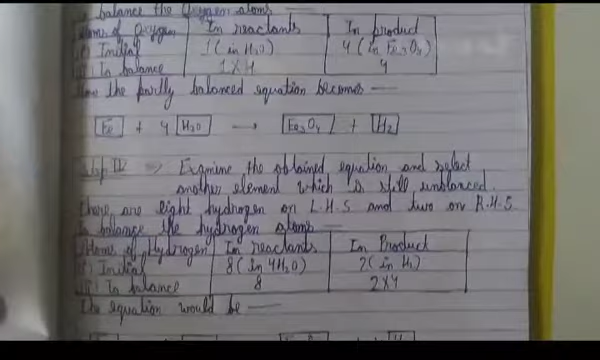 To balance the Oxygen atoms —
Atoms of Oxygen | In reactants | In product
(i) Initial | 1 (in H₂O) | 4 (in Fe₃O₄)
(ii) To balance | 1×4 | 4
Now the partly balanced equation becomes —
Fe + 4 H₂O → Fe₃O₄ + H₂
Step IV ⇒ Examine the obtained equation and select
another element which is still unbalanced.
There are eight hydrogen on L.H.S and two on R.H.S
To balance the hydrogen atoms —
Atoms of Hydrogen | In reactants | In Product
(i) Initial | 8 (in 4H₂O) | 2 (in H₂)
(ii) To balance | 8 | 2×4
The equation would be —